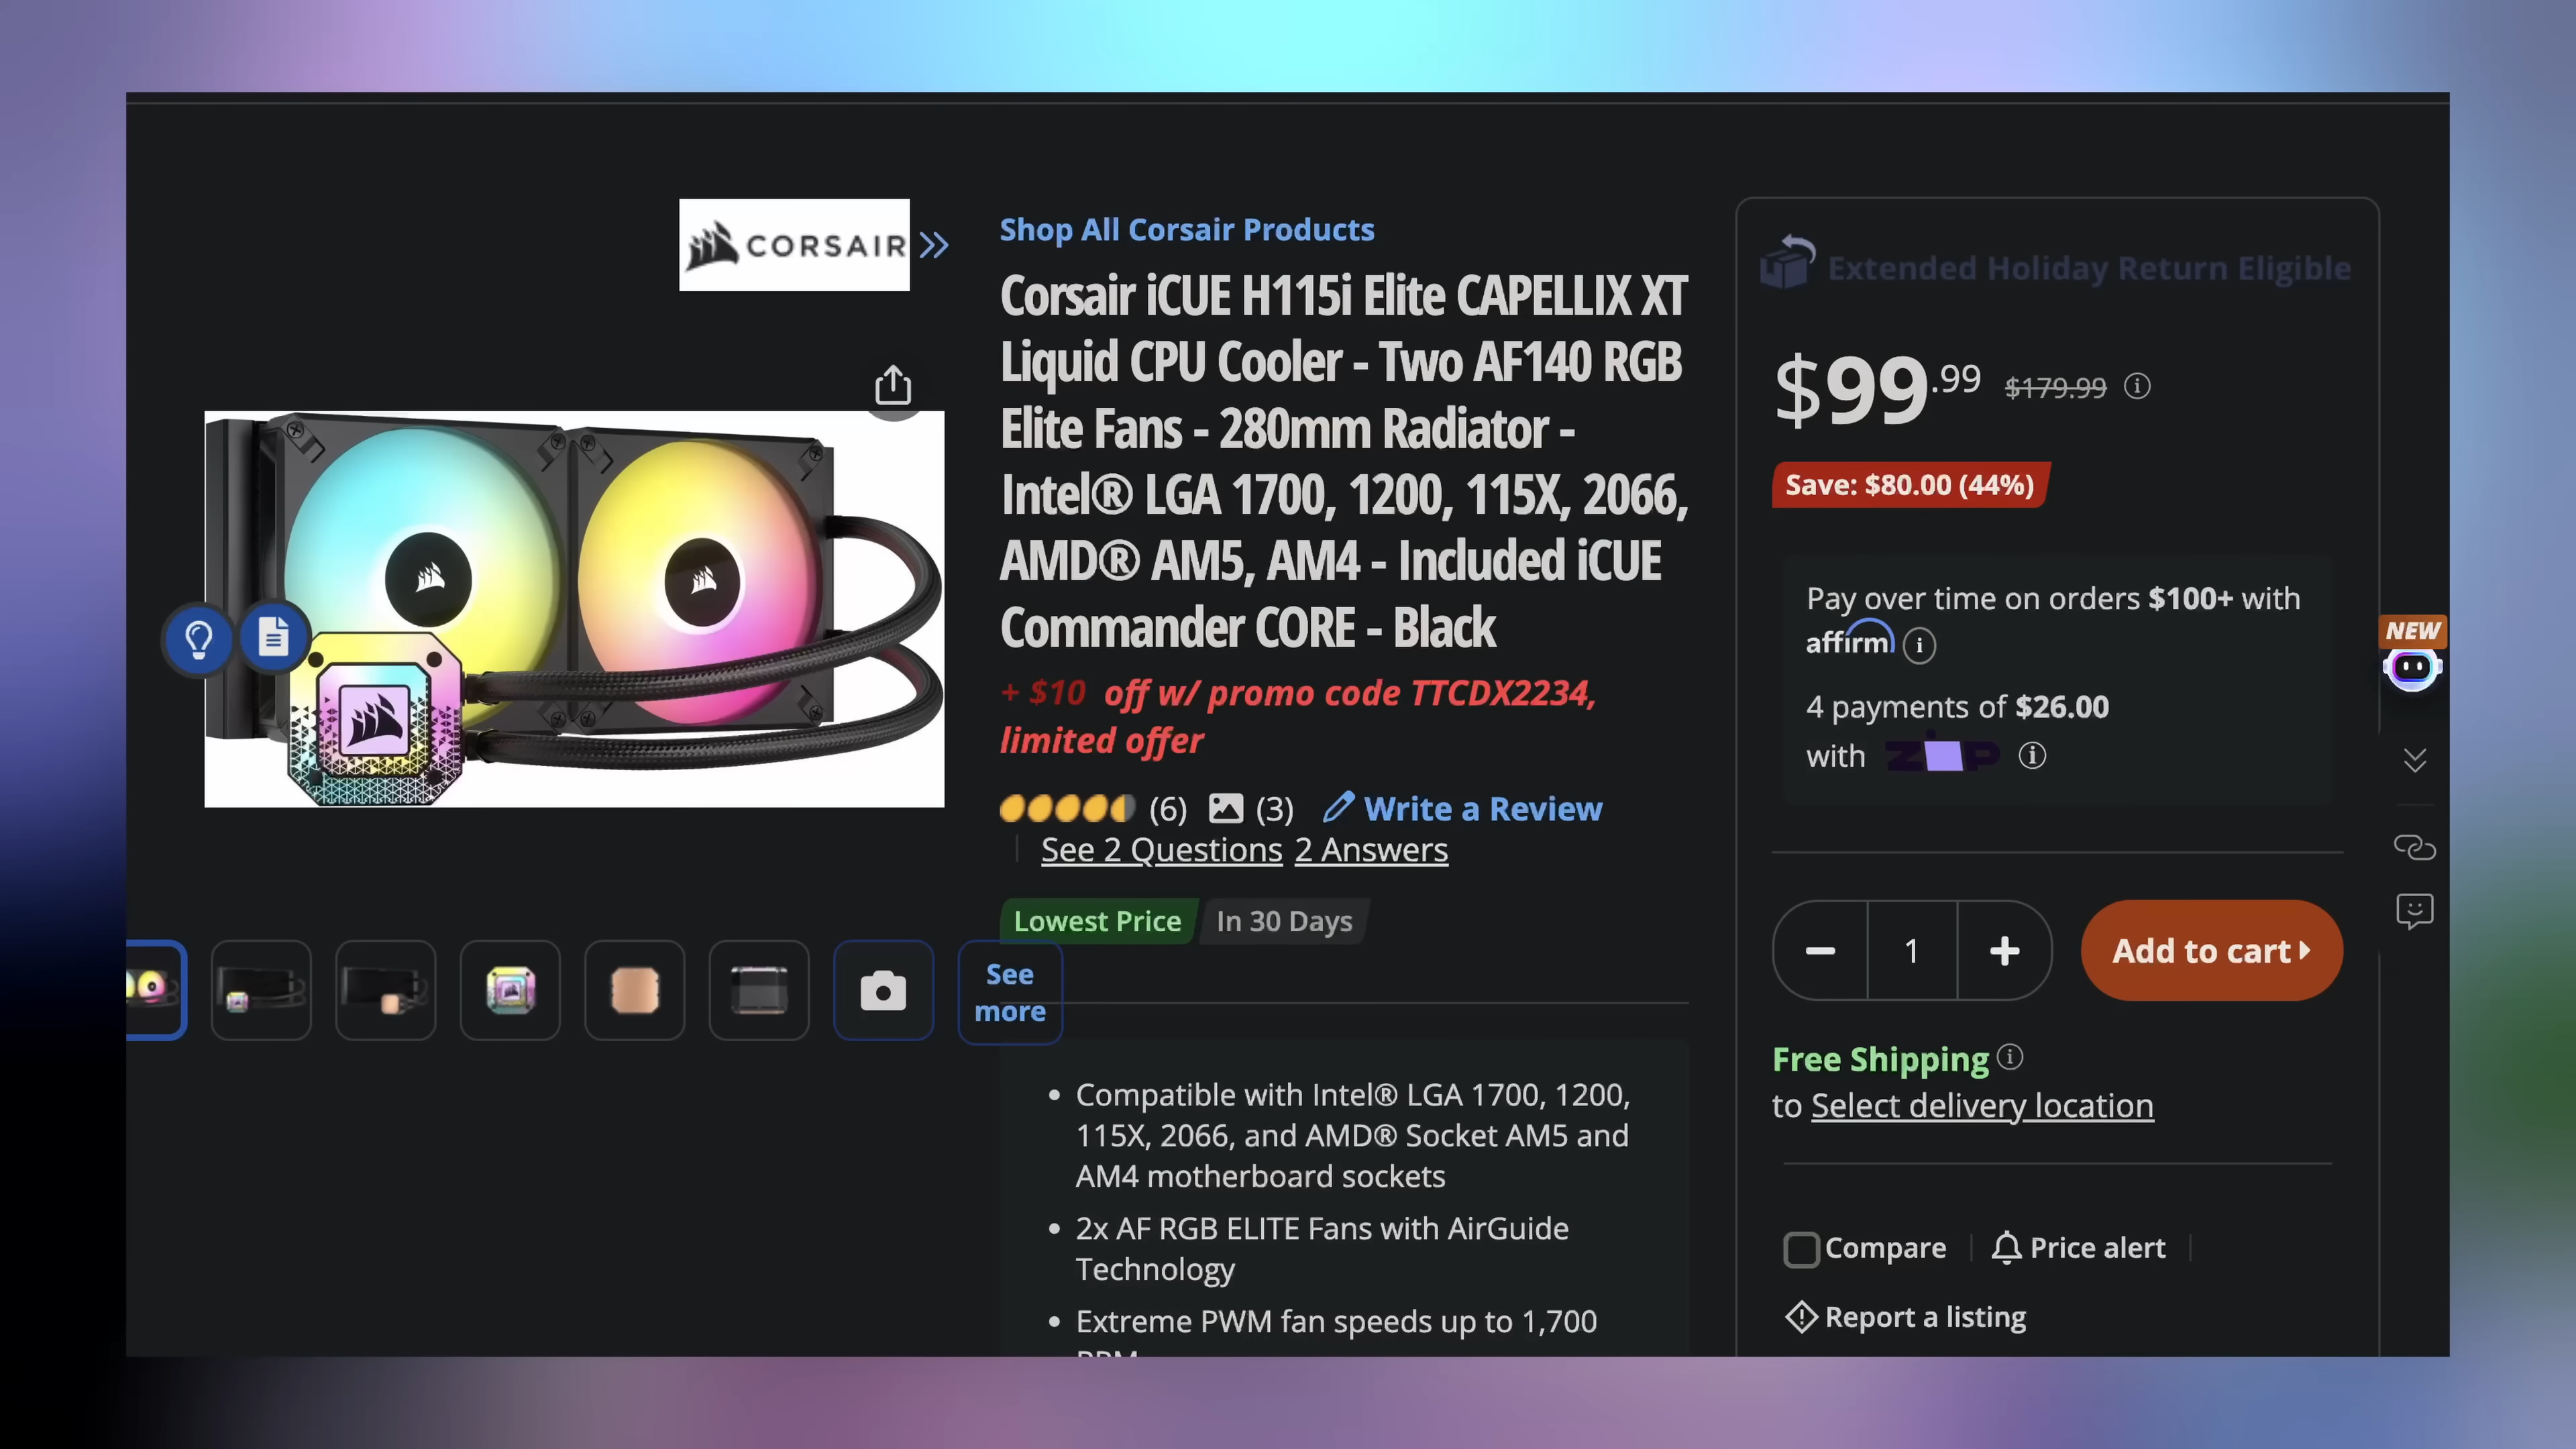 CORSAIR
Shop All Corsair Products
Corsair iCUE H115i Elite CAPELLIX XT
Liquid CPU Cooler - Two AF140 RGB
Elite Fans - 280mm Radiator -
Intel® LGA 1700, 1200, 115X, 2066,
AMD® AM5, AM4 - Included iCUE
Commander CORE - Black
+ $10 off w/ promo code TTCDX2234,
limited offer
(6) (3) Write a Review
See 2 Questions 2 Answers
Lowest Price In 30 Days
See
more
• Compatible with Intel® LGA 1700, 1200,
115X, 2066, and AMD® Socket AM5 and
AM4 motherboard sockets
• 2x AF RGB ELITE Fans with AirGuide
Technology
• Extreme PWM fan speeds up to 1,700
RPM
Extended Holiday Return Eligible
$99.99 $179.99
Save: $80.00 (44%)
Pay over time on orders $100+ with
affirm
4 payments of $26.00
with zip
1
Add to cart
Free Shipping
to Select delivery location
Compare Price alert
Report a listing
NEW